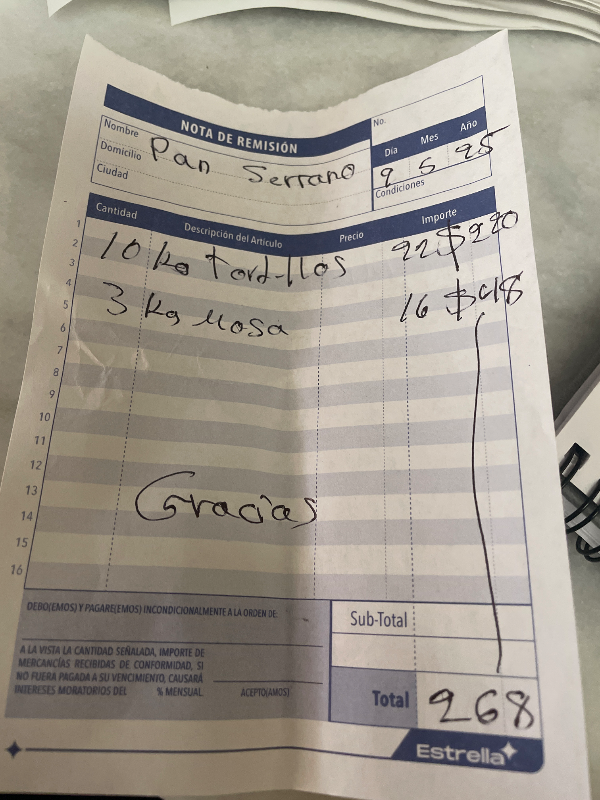 NOTA DE REMISIÓN
No.
Nombre Pan Serrano
Domicilio
Ciudad
Día Mes Año
9 5 25
Condiciones
Cantidad Descripción del Artículo Precio Importe
1
2
3 10 Kg Tordillos 22 $220
4
5 3 Kg Masa 16 $48
6
7
8
9
10
11
12
13
Gracias
14
15
16
DEBO(EMOS) Y PAGARE(EMOS) INCONDICIONALMENTE A LA ORDEN DE:
A LA VISTA LA CANTIDAD SEÑALADA, IMPORTE DE
MERCANCÍAS RECIBIDAS DE CONFORMIDAD, SI
NO FUERA PAGADA A SU VENCIMIENTO, CAUSARÁ
INTERESES MORATORIOS DEL % MENSUAL. ACEPTO(AMOS)
Sub-Total
Total 268
Estrella